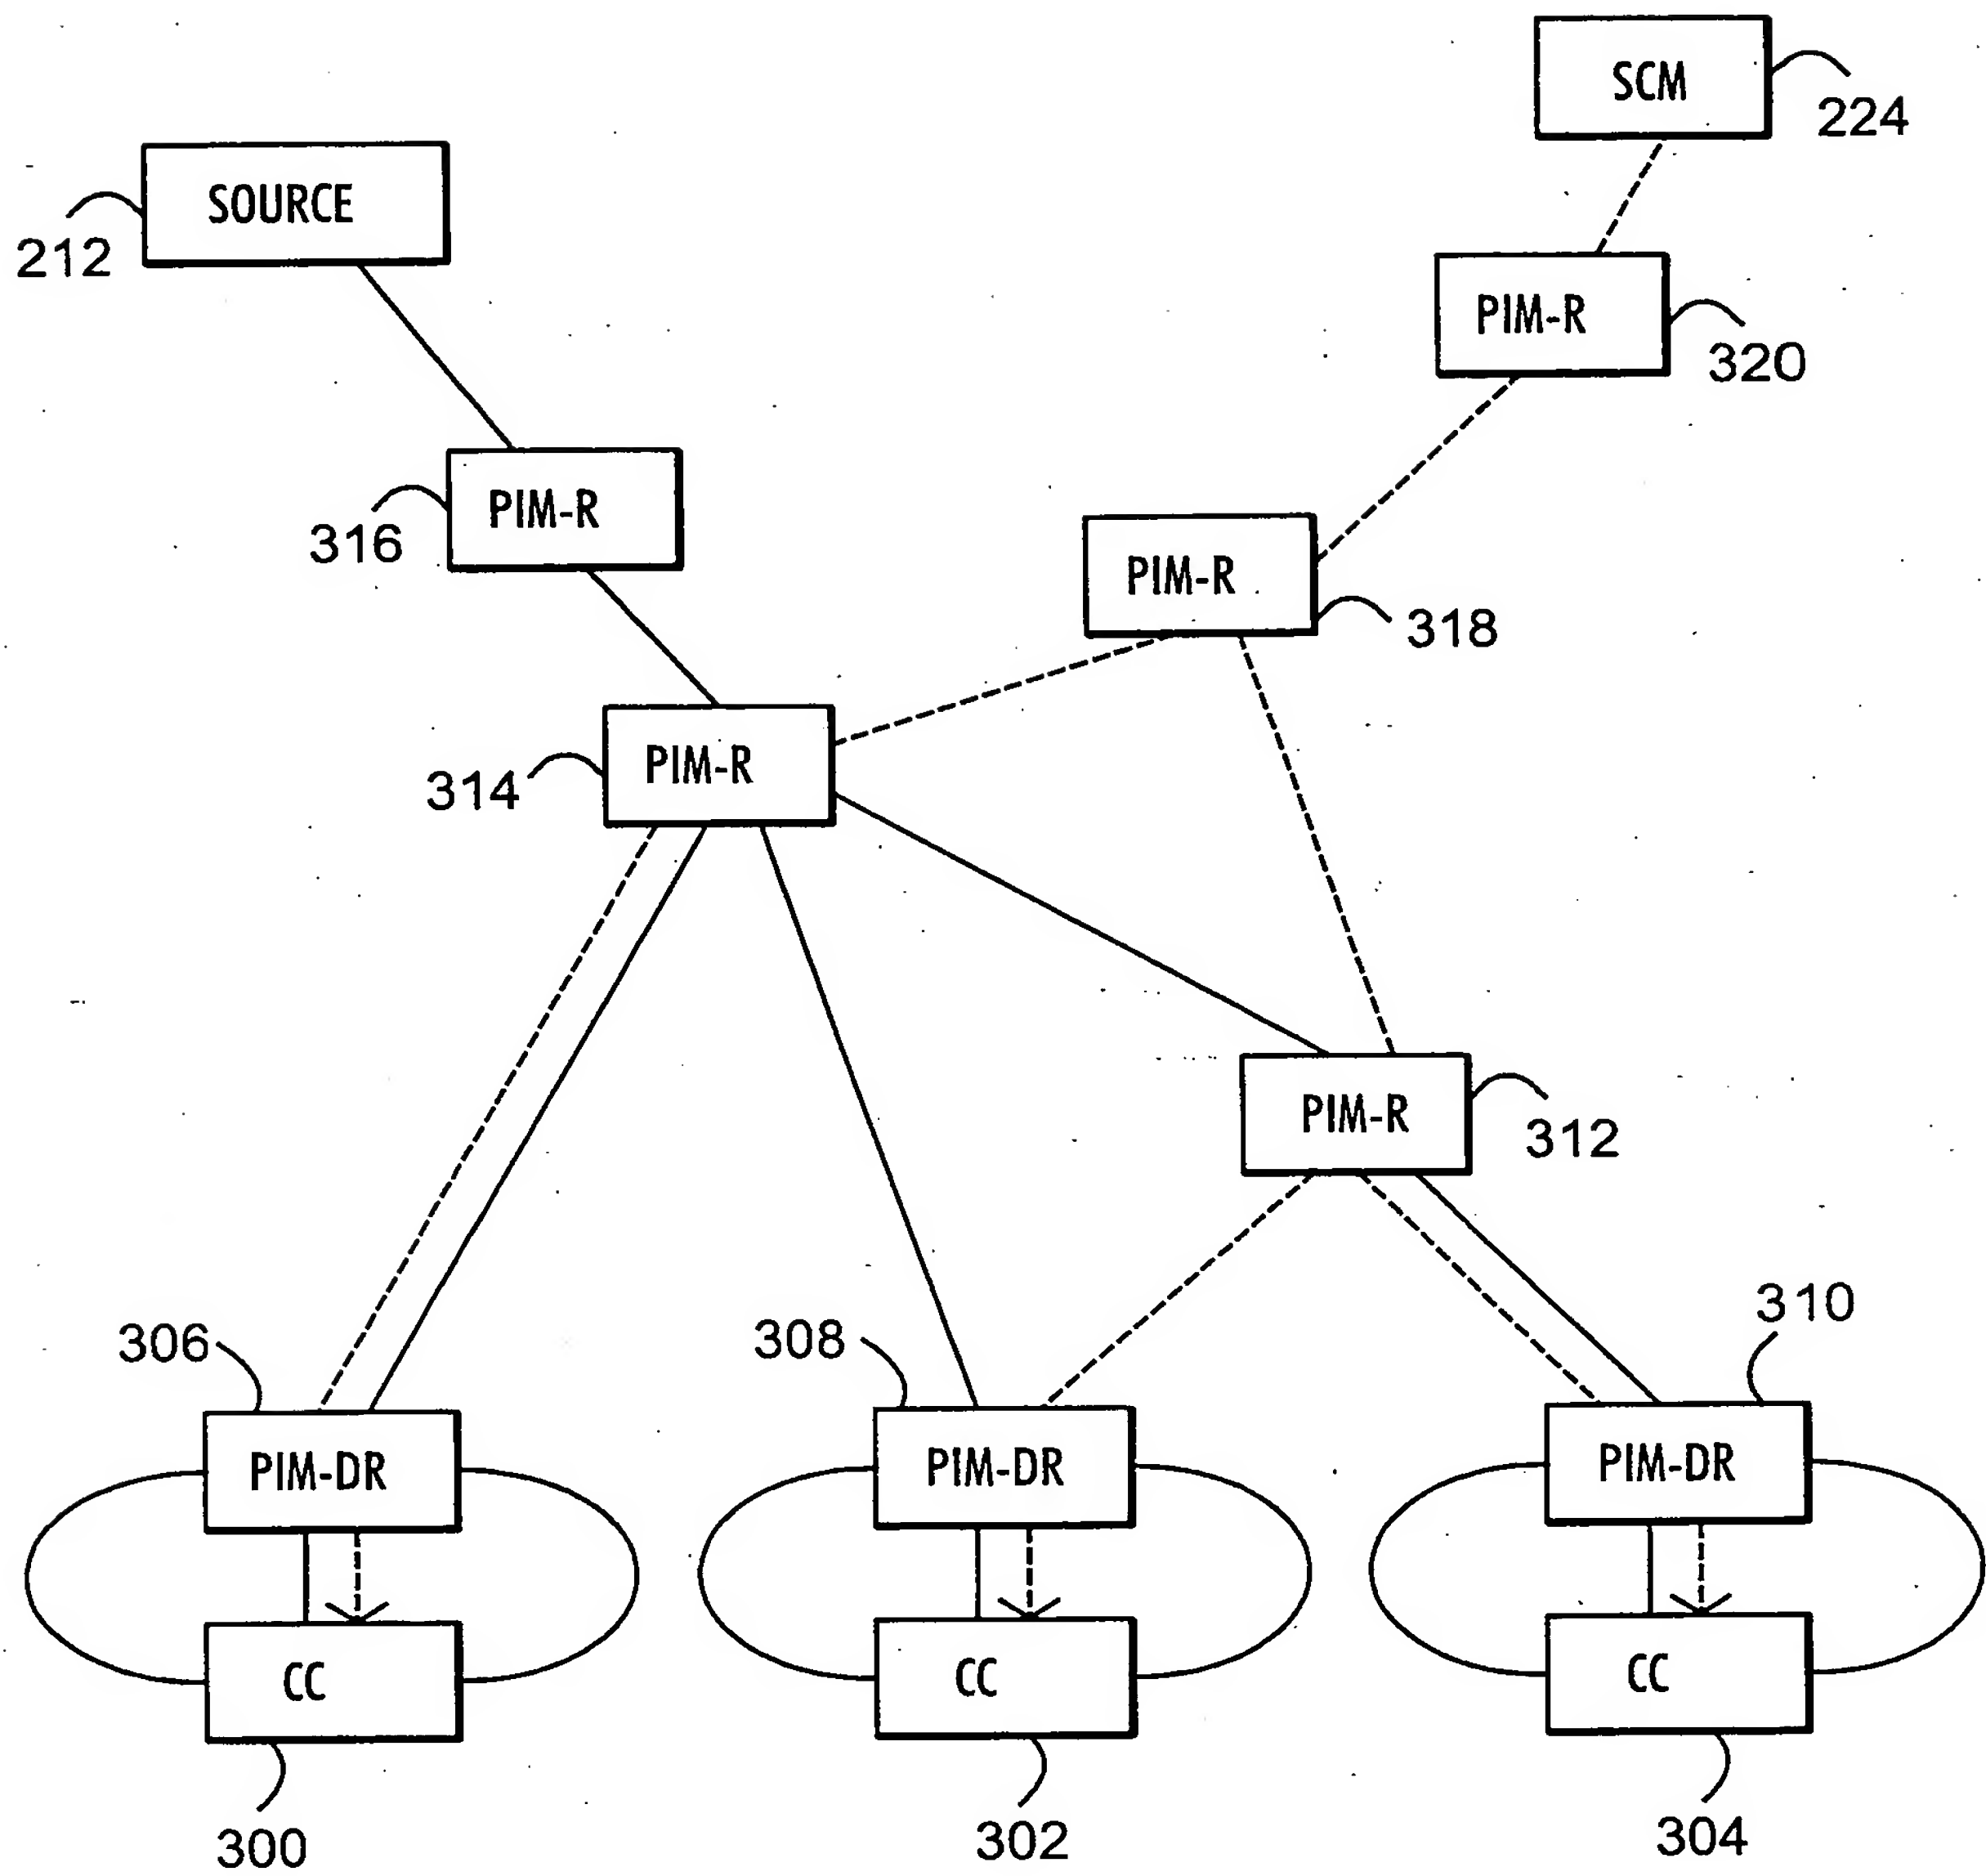 SCM
224
SOURCE
212
PIM-R
320
PIM-R
316
PIM-R
318
PIM-R
314
PIM-R
312
310
306
308
PIM-DR
PIM-DR
PIM-DR
CC
CC
CC
300
302
304